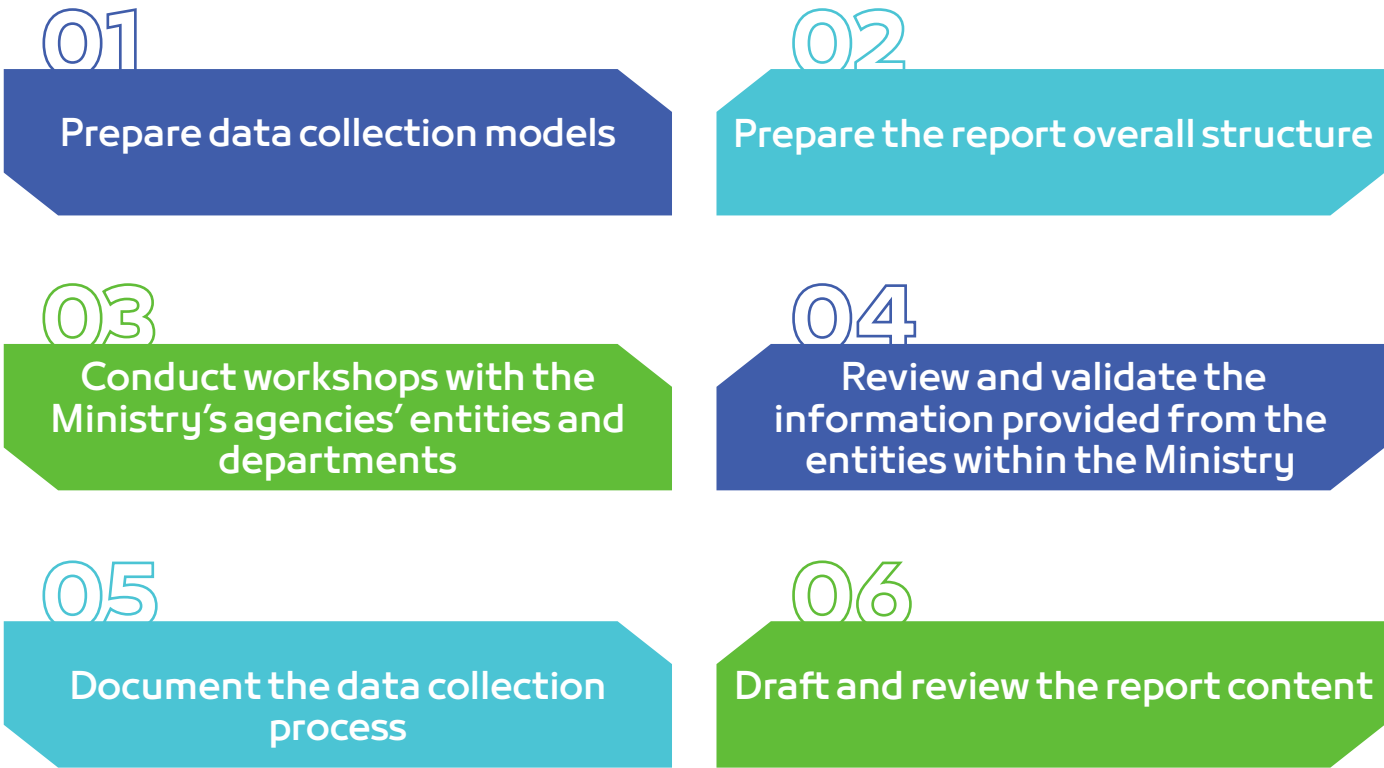 01
Prepare data collection models
02
Prepare the report overall structure
03
Conduct workshops with the
Ministry’s agencies’ entities and
departments
04
Review and validate the
information provided from the
entities within the Ministry
05
Document the data collection
process
06
Draft and review the report content